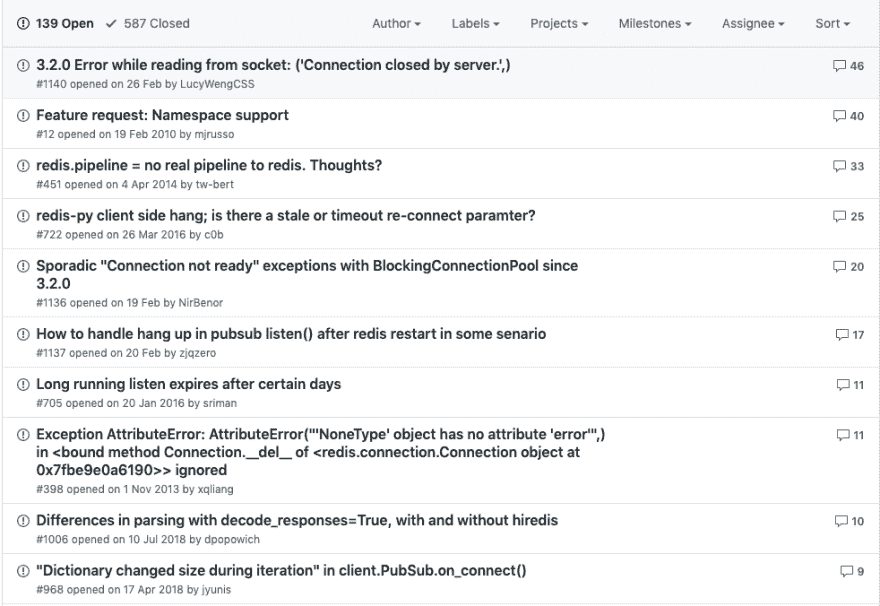 139 Open 587 Closed Author Labels Projects Milestones Assignee Sort
3.2.0 Error while reading from socket: ('Connection closed by server.',) 46
#1140 opened on 26 Feb by LucyWengCSS
Feature request: Namespace support 40
#12 opened on 19 Feb 2010 by mjrusso
redis.pipeline = no real pipeline to redis. Thoughts? 33
#451 opened on 4 Apr 2014 by tw-bert
redis-py client side hang; is there a stale or timeout re-connect paramter? 25
#722 opened on 26 Mar 2016 by c0b
Sporadic "Connection not ready" exceptions with BlockingConnectionPool since 20
3.2.0
#1136 opened on 19 Feb by NirBenor
How to handle hang up in pubsub listen() after redis restart in some senario 17
#1137 opened on 20 Feb by zjqzero
Long running listen expires after certain days 11
#705 opened on 20 Jan 2016 by sriman
Exception AttributeError: AttributeError("'NoneType' object has no attribute 'error'",) 11
in <bound method Connection.__del__ of <redis.connection.Connection object at
0x7fbe9e0a6190>> ignored
#398 opened on 1 Nov 2013 by xqliang
Differences in parsing with decode_responses=True, with and without hiredis 10
#1006 opened on 10 Jul 2018 by dpopowich
"Dictionary changed size during iteration" in client.PubSub.on_connect() 9
#968 opened on 17 Apr 2018 by jyunis